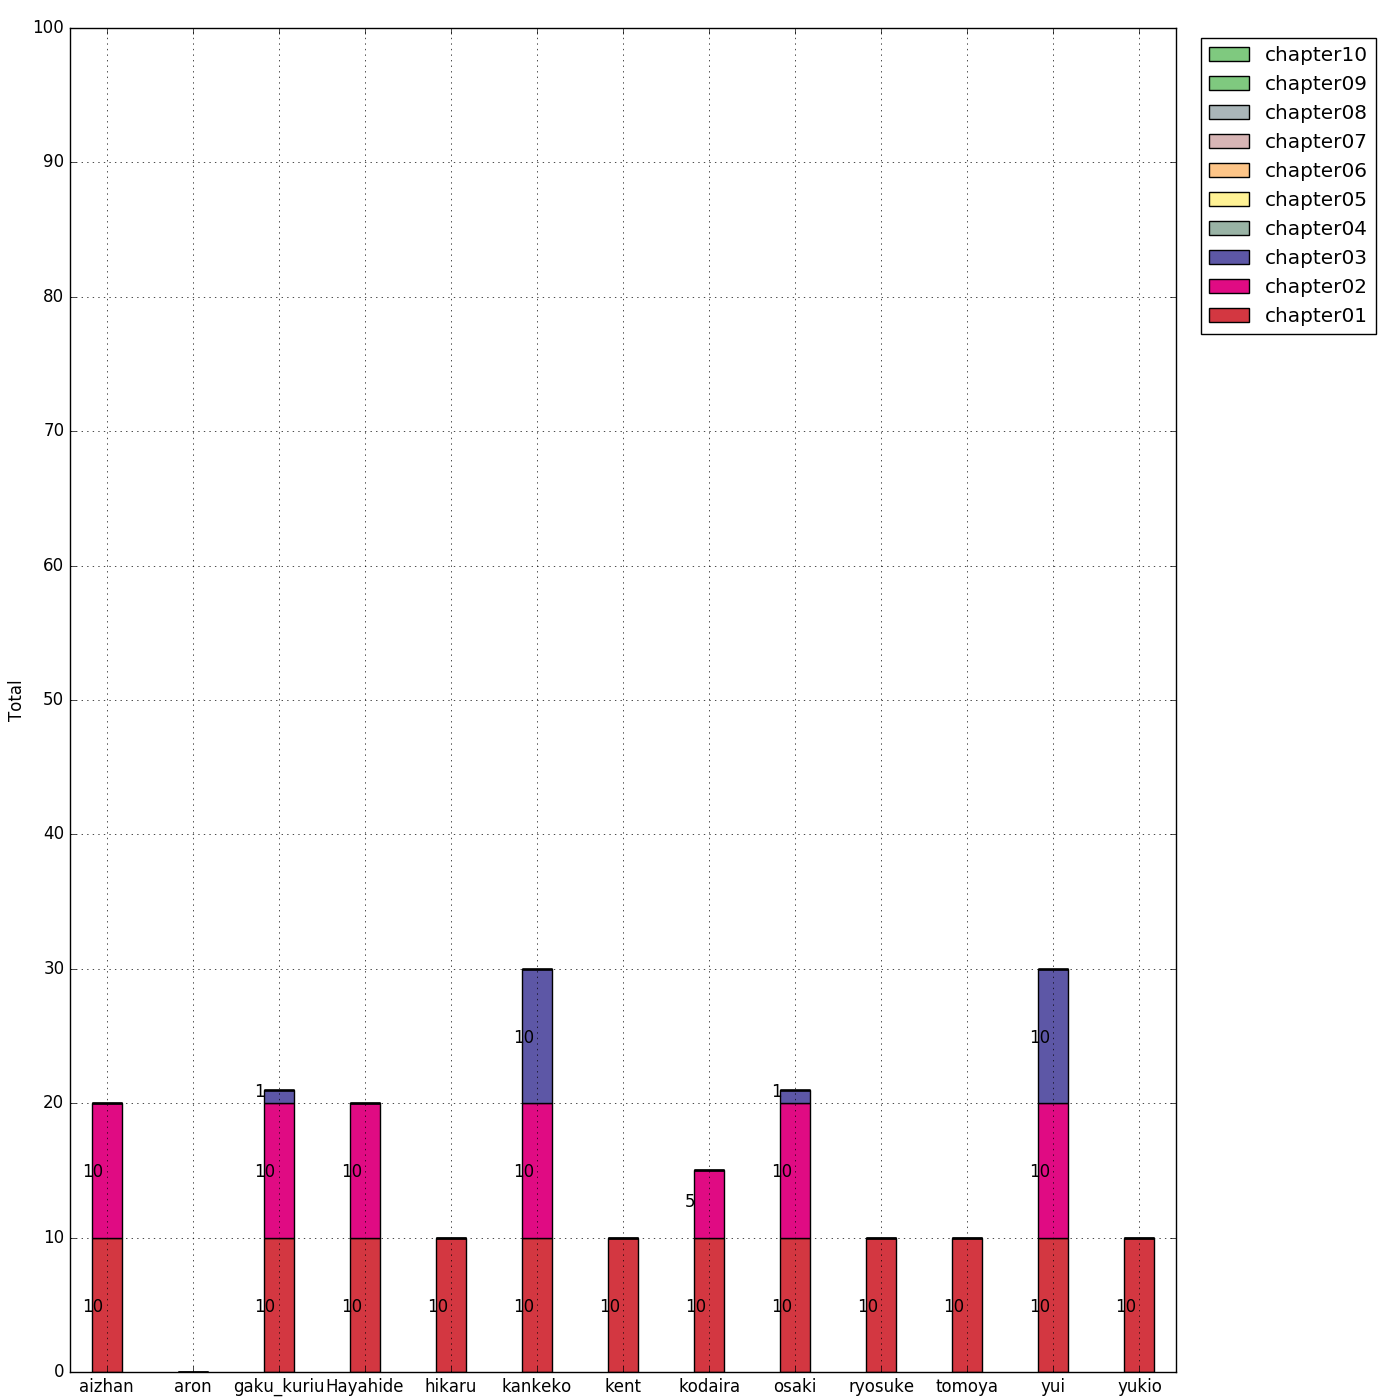 100
90
80
70
60
50
40
30
20
10
0
Total
chapter10
chapter09
chapter08
chapter07
chapter06
chapter05
chapter04
chapter03
chapter02
chapter01
10 10
1 1
10 10 10 10 10 10
5
10 10 10 10 10 10 10 10 10 10 10 10
aizhan aron gaku_kuriu Hayahide hikaru kankeko kent kodaira osaki ryosuke tomoya yui yukio